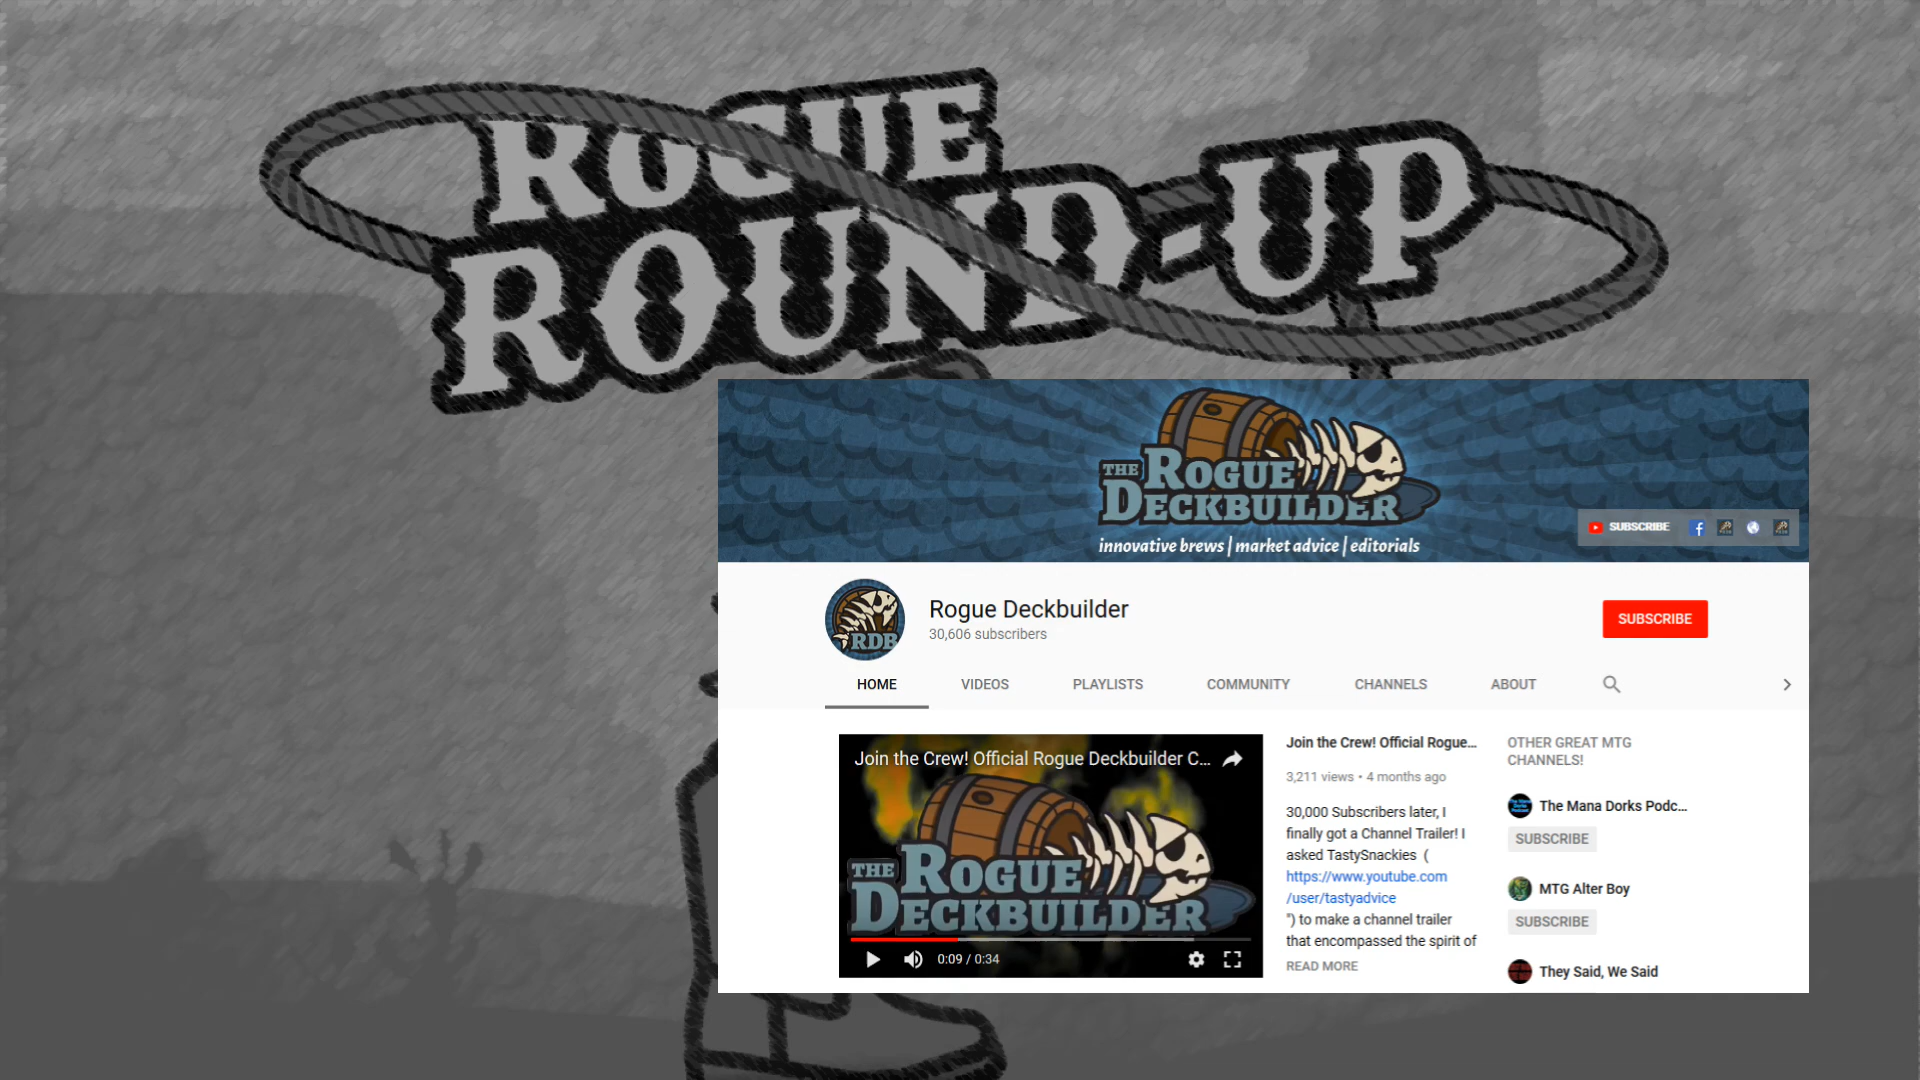 ROGUE
ROUND-UP
THE ROGUE
DECKBUILDER
innovative brews | market advice | editorials
SUBSCRIBE
RDB
Rogue Deckbuilder
30,606 subscribers
SUBSCRIBE
HOME
VIDEOS
PLAYLISTS
COMMUNITY
CHANNELS
ABOUT
Join the Crew! Official Rogue Deckbuilder C...
THE ROGUE
DECKBUILDER
0:09 / 0:34
Join the Crew! Official Rogue...
3,211 views • 4 months ago
30,000 Subscribers later, I
finally got a Channel Trailer! I
asked TastySnackies (
https://www.youtube.com
/user/tastyadvice
") to make a channel trailer
that encompassed the spirit of
READ MORE
OTHER GREAT MTG
CHANNELS!
The Mana Dorks Podc...
SUBSCRIBE
MTG Alter Boy
SUBSCRIBE
They Said, We Said